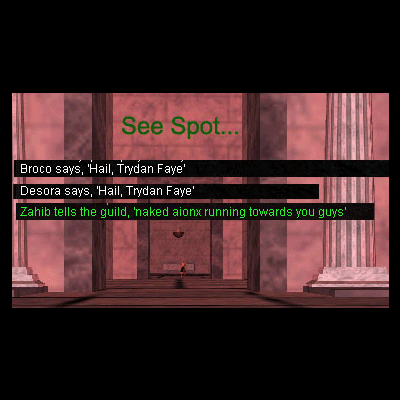 See Spot...
Broco says, 'Hail, Trydan Faye'
Desora says, 'Hail, Trydan Faye'
Zahib tells the guild, 'naked aionx running towards you guys'